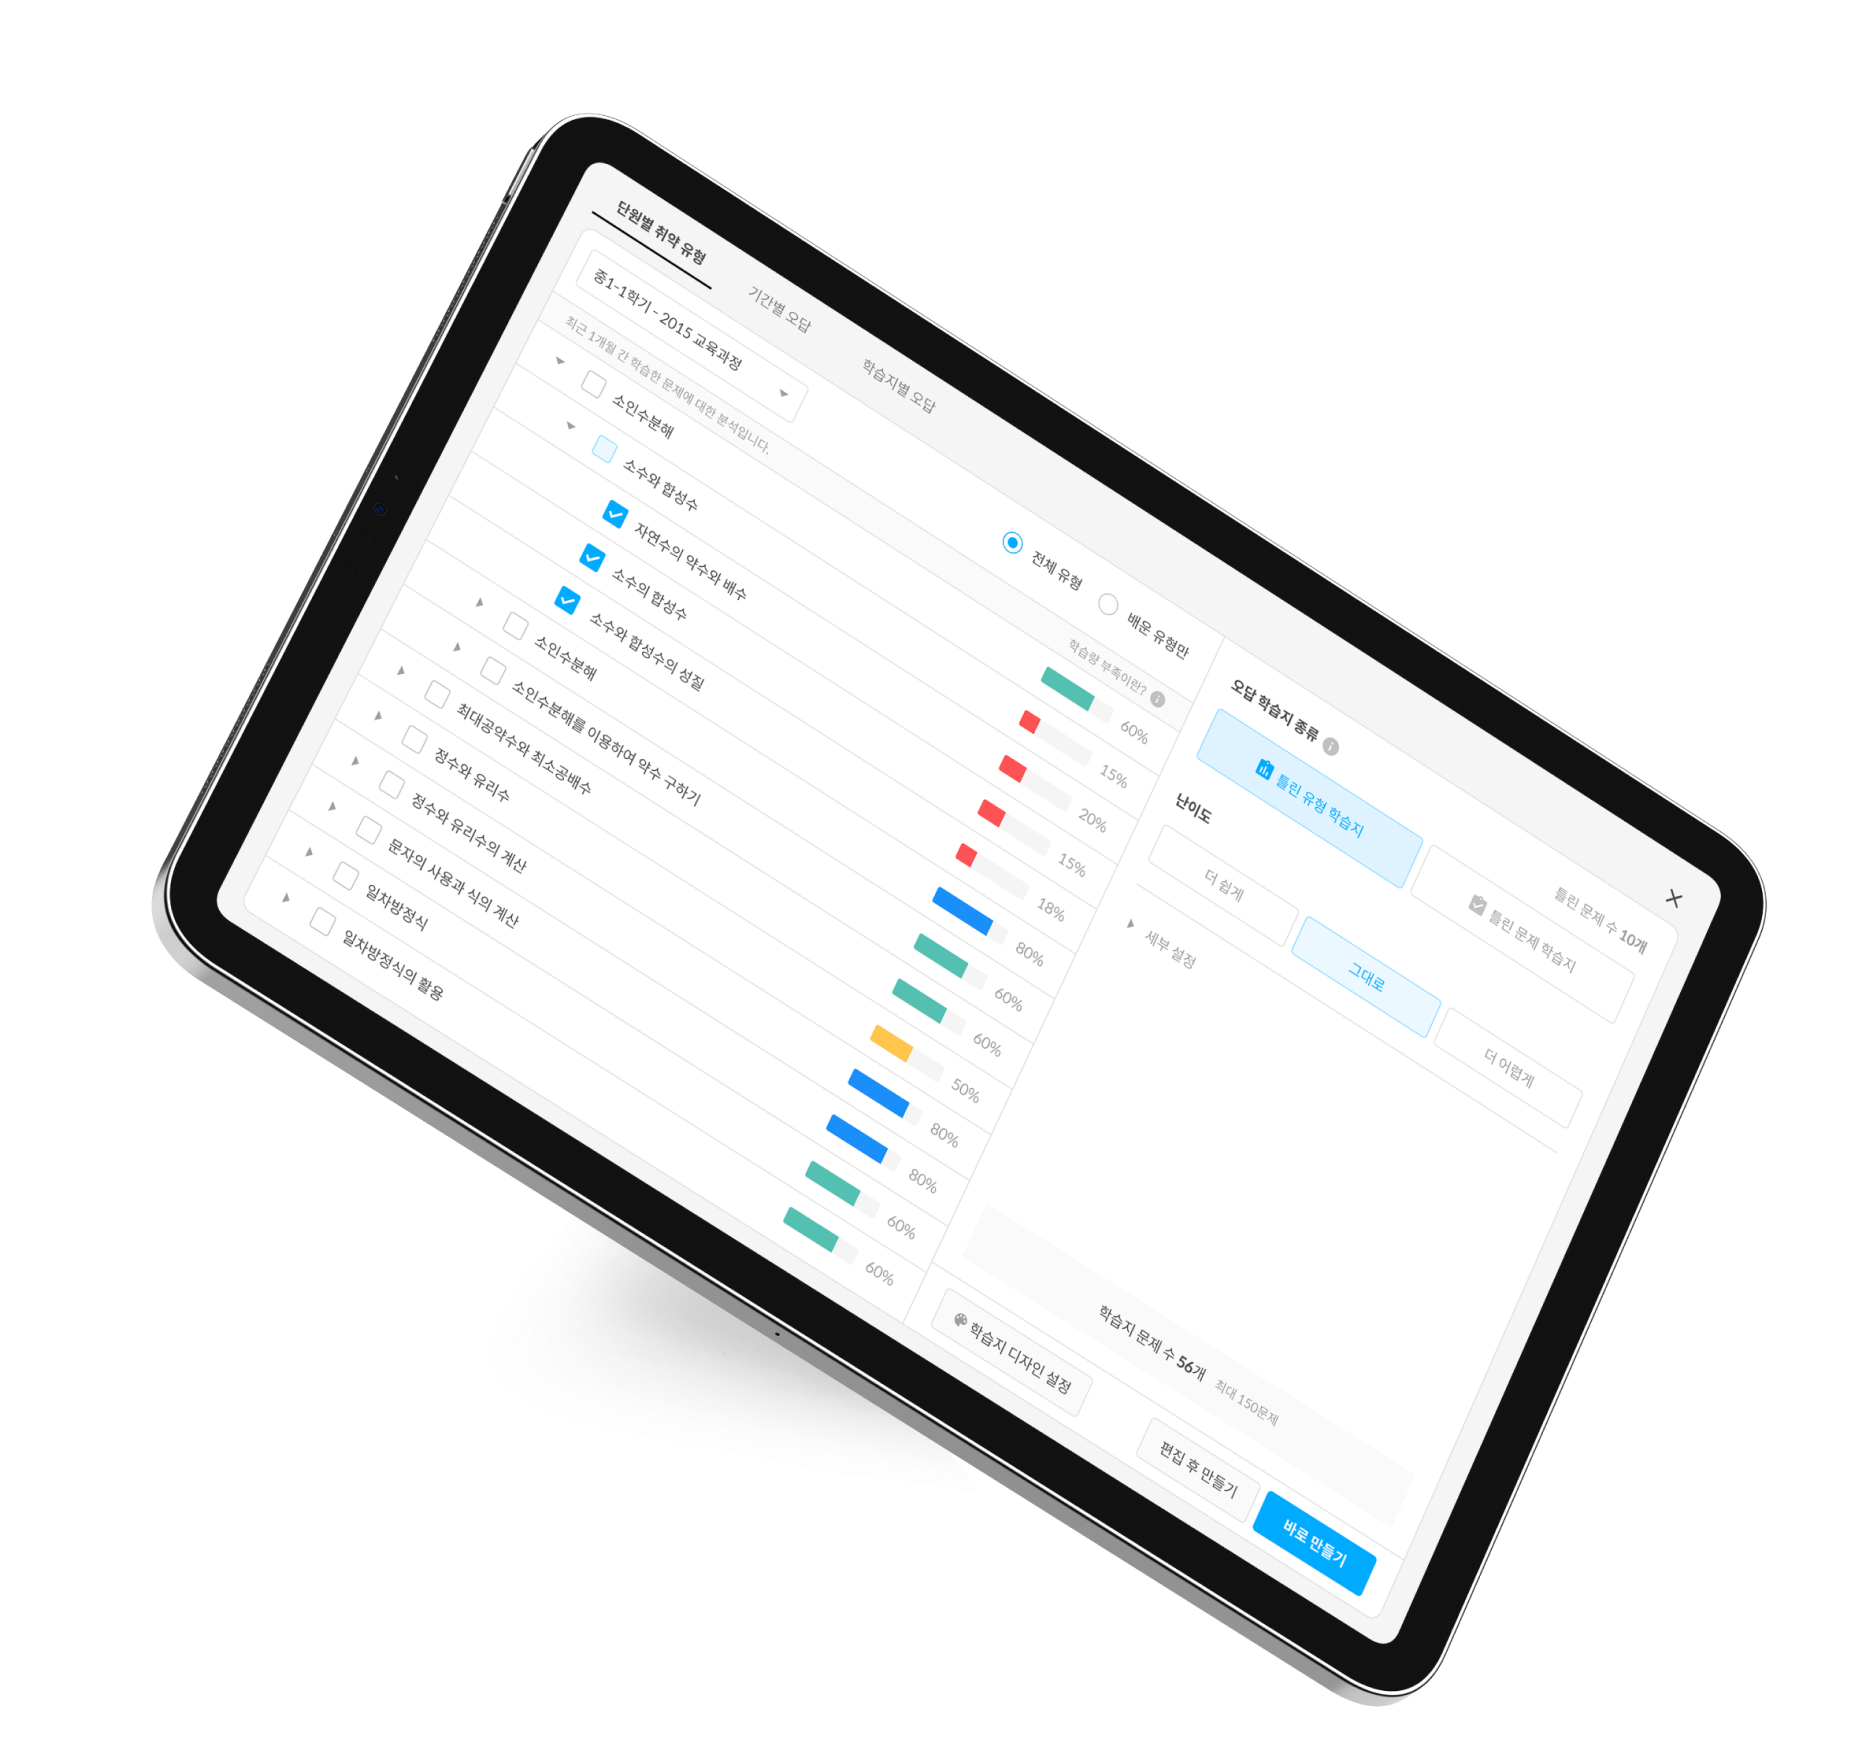 단원별 취약 유형
기간별 오답
학습지별 오답
중1-1학기 - 2015 교육과정
전체 유형
배운 유형만
최근 1개월 간 학습한 문제에 대한 분석입니다.
학습량 부족이란?
소인수분해
60%
소수와 합성수
15%
자연수의 약수와 배수
20%
소수의 합성수
15%
소수와 합성수의 성질
18%
소인수분해
80%
소인수분해를 이용하여 약수 구하기
60%
최대공약수와 최소공배수
60%
정수와 유리수
50%
정수와 유리수의 계산
80%
문자의 사용과 식의 계산
80%
일차방정식
60%
일차방정식의 활용
60%
오답 학습지 종류
틀린 문제 수 10개
틀린 유형 학습지
틀린 문제 학습지
난이도
더 쉽게
그대로
더 어렵게
세부 설정
학습지 문제 수 56개 최대 150문제
학습지 디자인 설정
편집 후 만들기
바로 만들기